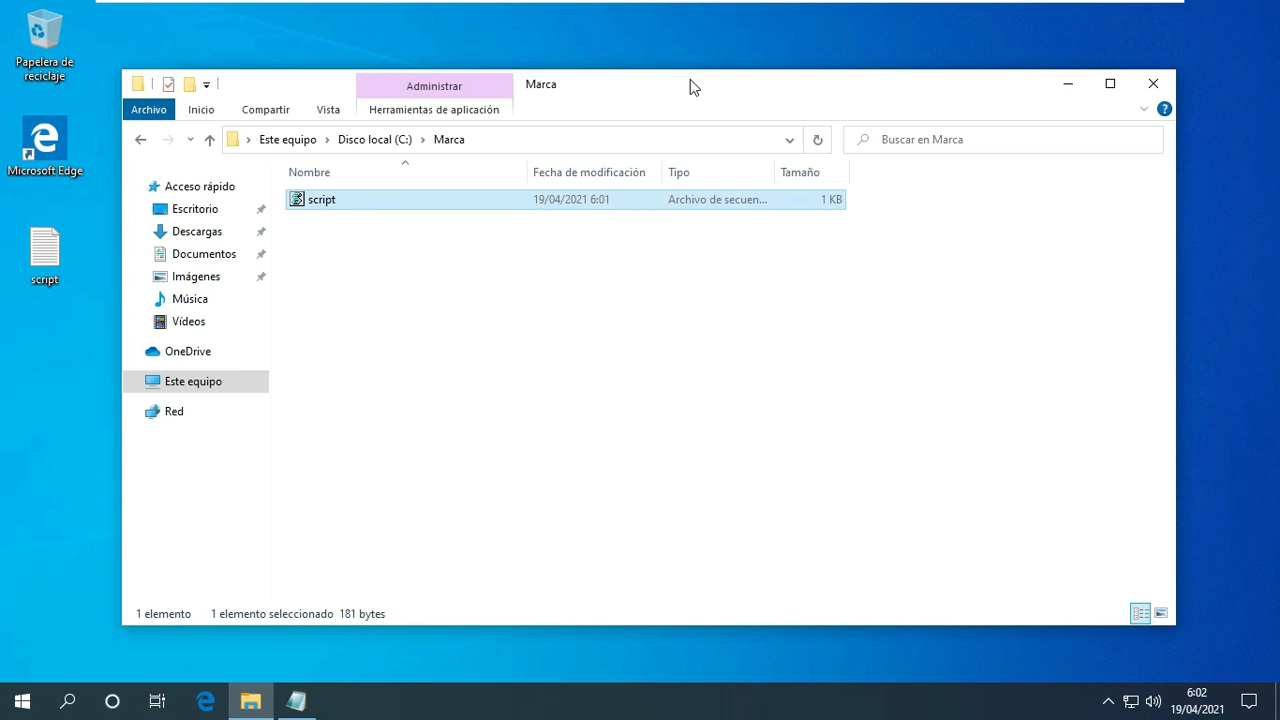 Papelera de
reciclaje
Microsoft Edge
script
Administrar
Marca
Archivo
Inicio
Compartir
Vista
Herramientas de aplicación
Este equipo
Disco local (C:)
Marca
Buscar en Marca
Nombre
Fecha de modificación
Tipo
Tamaño
script
19/04/2021 6:01
Archivo de secuen...
1 KB
Acceso rápido
Escritorio
Descargas
Documentos
Imágenes
Música
Vídeos
OneDrive
Este equipo
Red
1 elemento
1 elemento seleccionado 181 bytes
6:02
19/04/2021